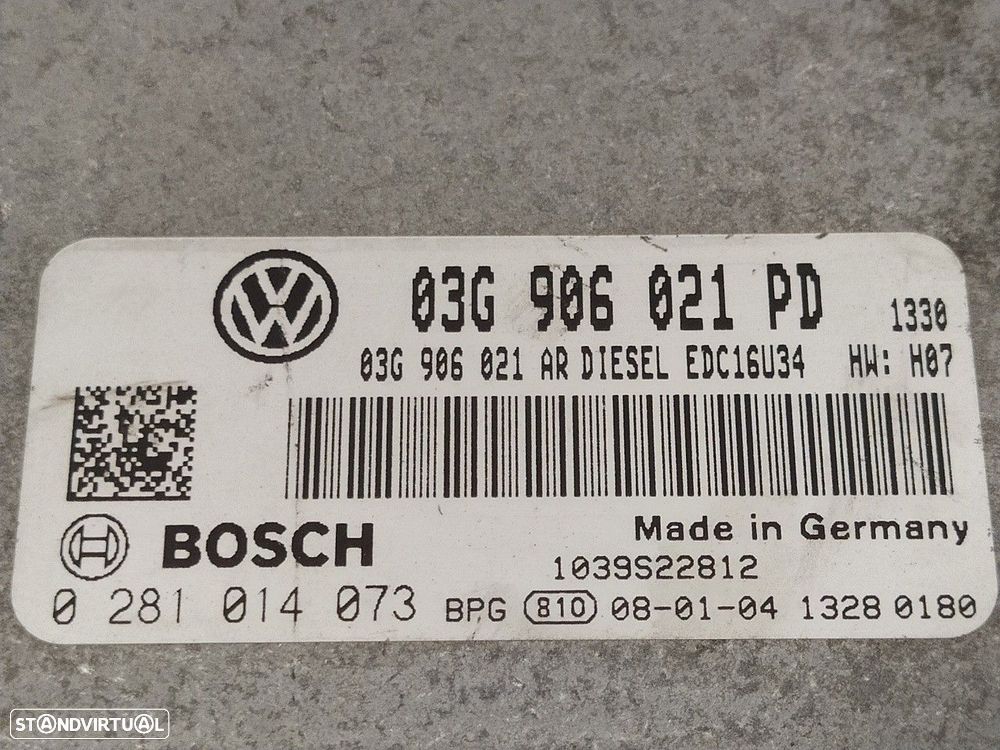 03G 906 021 PD 1330
03G 906 021 AR DIESEL EDC16U34 HW: H07
Made in Germany
BOSCH
1039S22812
0 281 014 073 BPG 810 08-01-04 1328 0180
STANDVIRTUAL